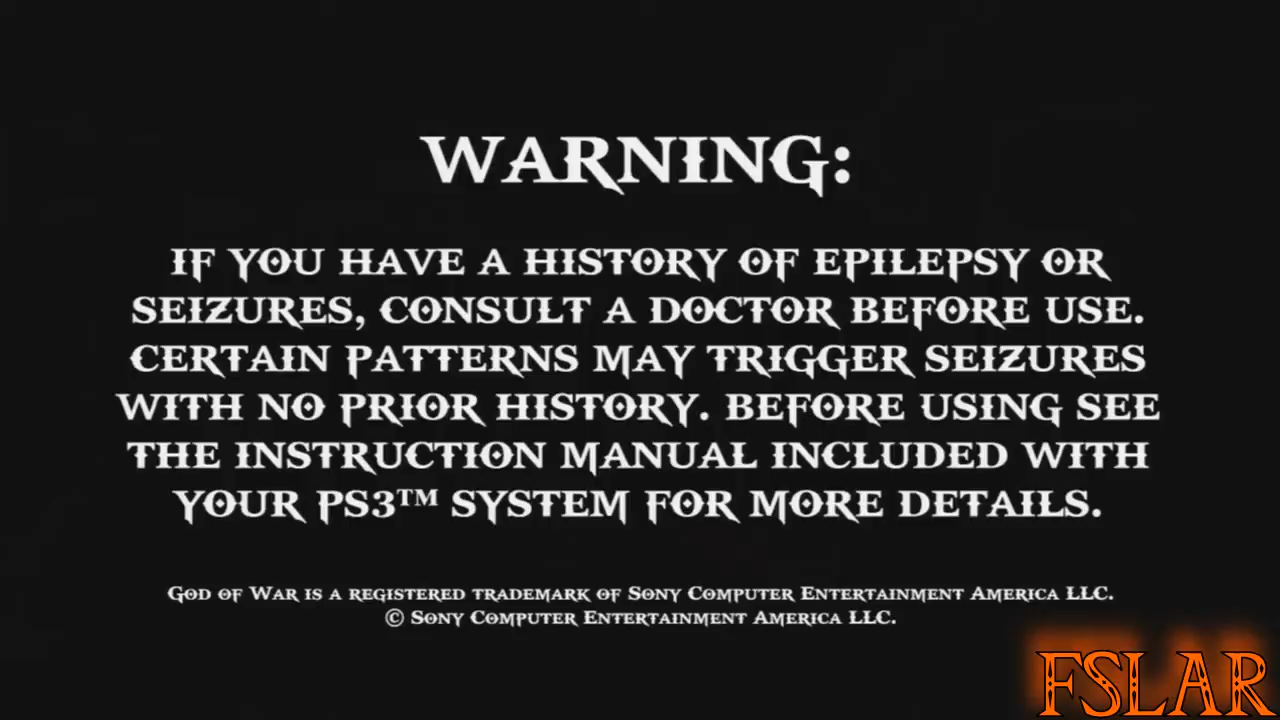 WARNING:
IF YOU HAVE A HISTORY OF EPILEPSY OR
SEIZURES, CONSULT A DOCTOR BEFORE USE.
CERTAIN PATTERNS MAY TRIGGER SEIZURES
WITH NO PRIOR HISTORY. BEFORE USING SEE
THE INSTRUCTION MANUAL INCLUDED WITH
YOUR PS3™ SYSTEM FOR MORE DETAILS.
God of War is a registered trademark of Sony Computer Entertainment America LLC.
© Sony Computer Entertainment America LLC.
FSLAR